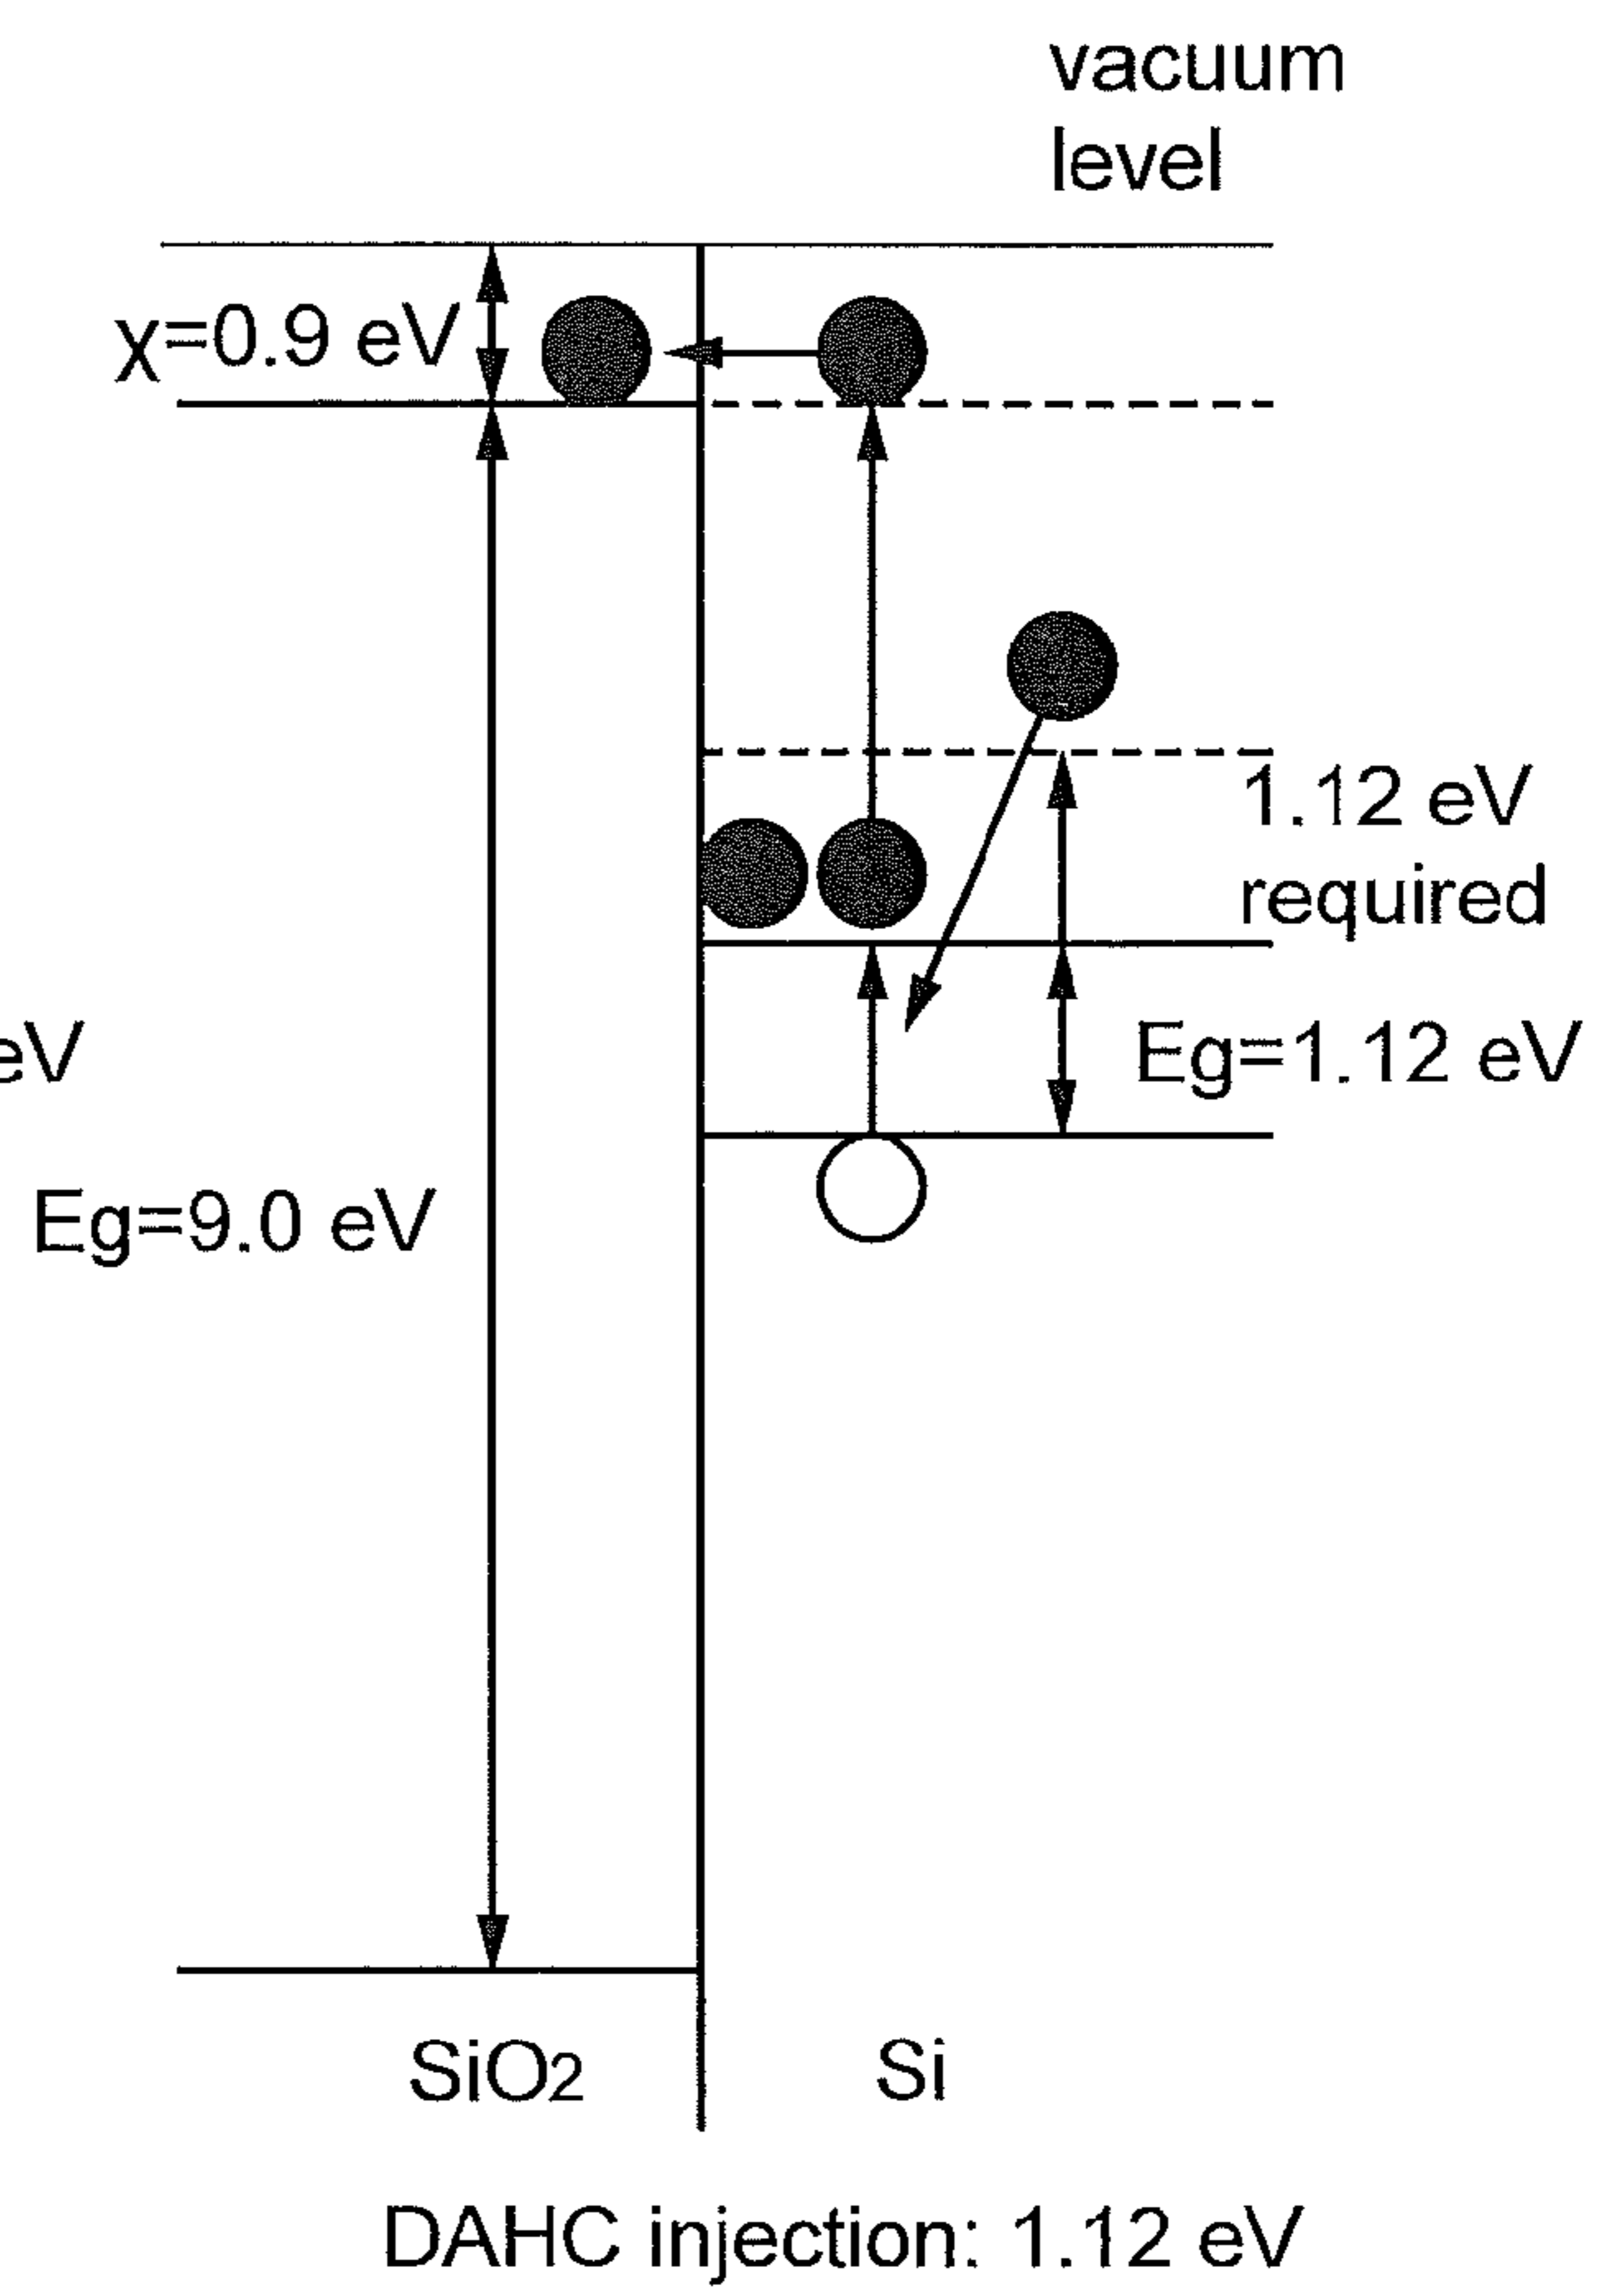 vacuum
level
χ=0.9 eV
1.12 eV
required
eV
Eg=1.12 eV
Eg=9.0 eV
SiO2
Si
DAHC injection: 1.12 eV